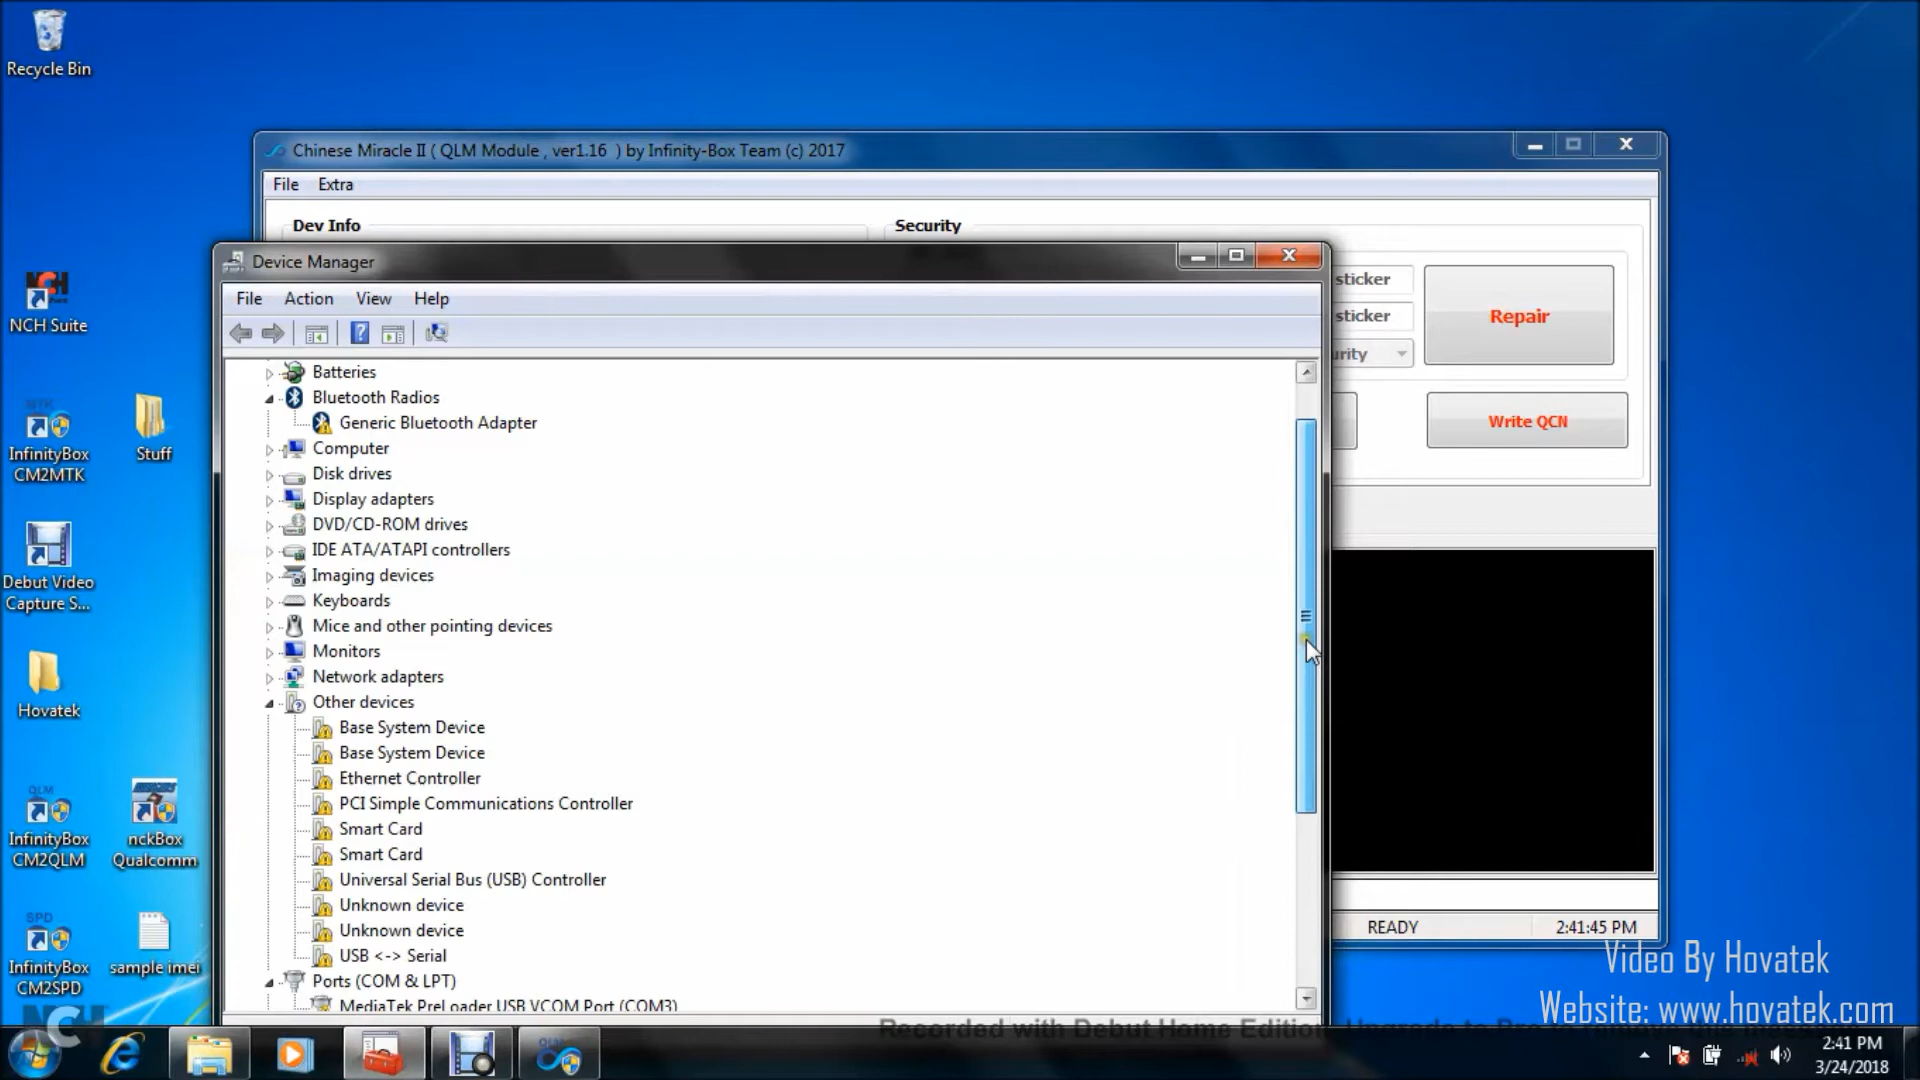 Recycle Bin
NCH Suite
MTK
InfinityBox
CM2MTK
Stuff
Debut Video
Capture S...
Hovatek
QLM
InfinityBox
CM2QLM
nckBox
Qualcomm
SPD
InfinityBox
CM2SPD
sample imei
Chinese Miracle II ( QLM Module , ver1.16 ) by Infinity-Box Team (c) 2017
File Extra
Dev Info
Security
sticker
sticker
urity
Repair
Write QCN
READY 2:41:45 PM
Device Manager
File Action View Help
Batteries
Bluetooth Radios
Generic Bluetooth Adapter
Computer
Disk drives
Display adapters
DVD/CD-ROM drives
IDE ATA/ATAPI controllers
Imaging devices
Keyboards
Mice and other pointing devices
Monitors
Network adapters
Other devices
Base System Device
Base System Device
Ethernet Controller
PCI Simple Communications Controller
Smart Card
Smart Card
Universal Serial Bus (USB) Controller
Unknown device
Unknown device
USB <-> Serial
Ports (COM & LPT)
MediaTek PreLoader USB VCOM Port (COM3)
Video By Hovatek
Website: www.hovatek.com
Recorded with Debut Home Edition. Upgrade to
QLM
2:41 PM
3/24/2018